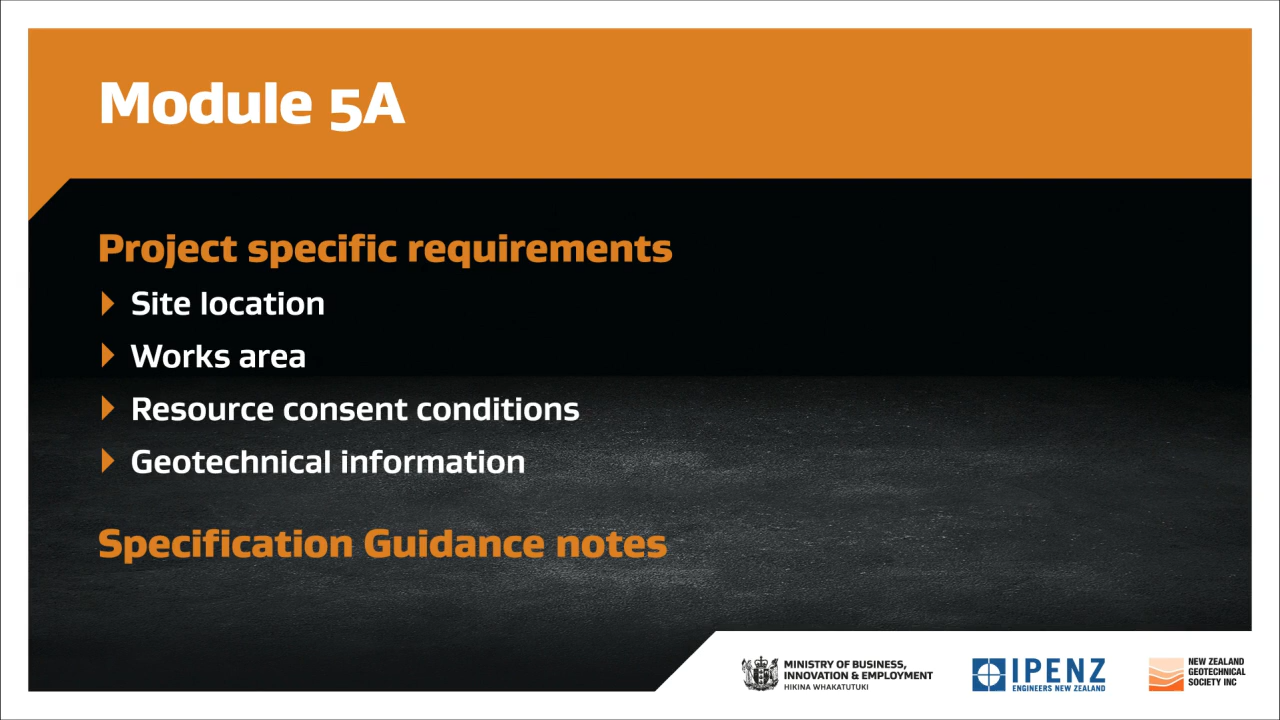 Module 5A
Project specific requirements
Site location
Works area
Resource consent conditions
Geotechnical information
Specification Guidance notes
MINISTRY OF BUSINESS,
INNOVATION & EMPLOYMENT
HIKINA WHAKATUTUKI
IPENZ
ENGINEERS NEW ZEALAND
NEW ZEALAND
GEOTECHNICAL
SOCIETY INC